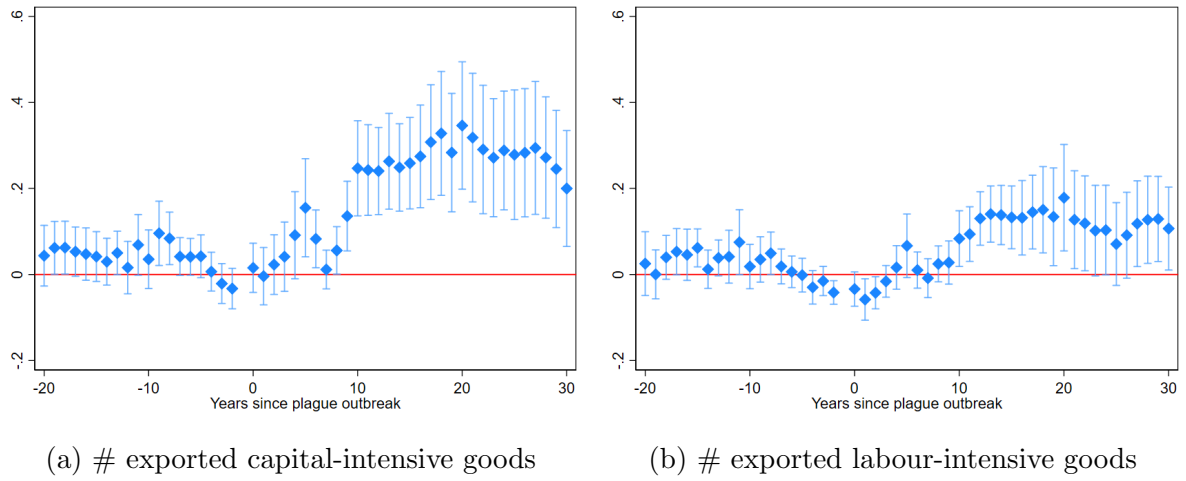 .6
.4
.2
0
-.2
-20 -10 0 10 20 30
Years since plague outbreak
(a) # exported capital-intensive goods
.6
.4
.2
0
-.2
-20 -10 0 10 20 30
Years since plague outbreak
(b) # exported labour-intensive goods